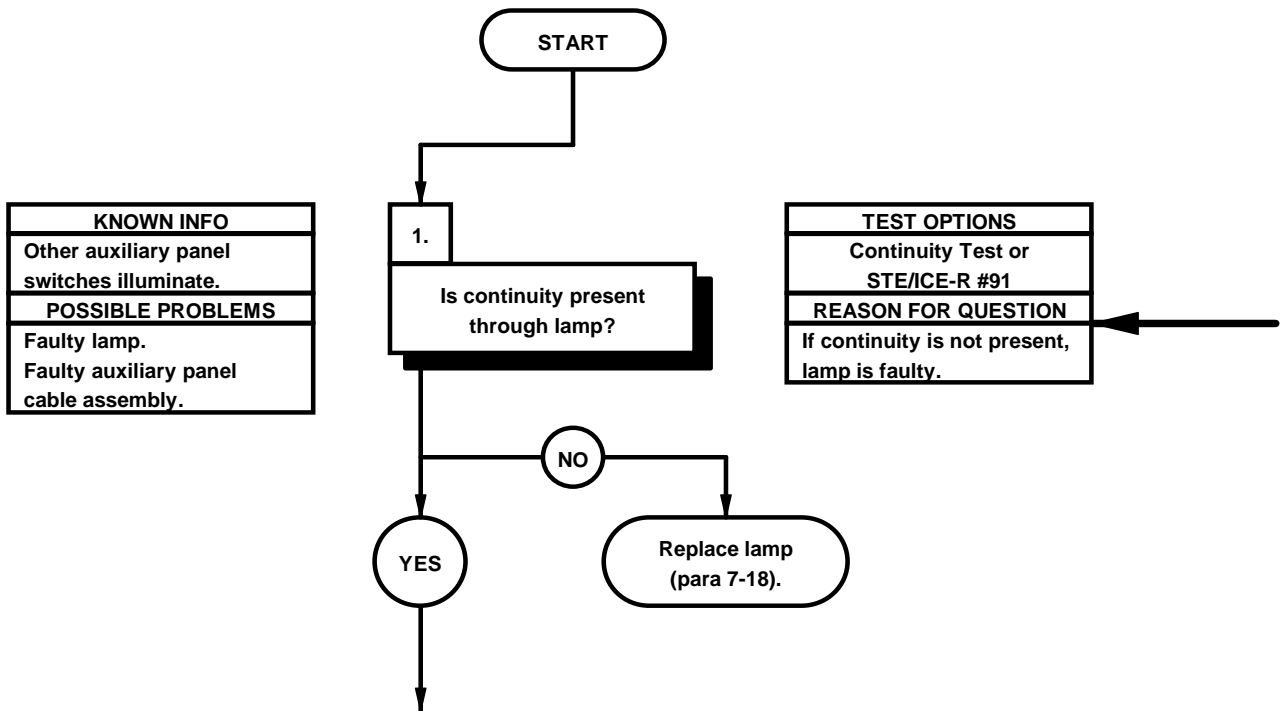 START
KNOWN INFO
Other auxiliary panel
switches illuminate.
POSSIBLE PROBLEMS
Faulty lamp.
Faulty auxiliary panel
cable assembly.
1.
Is continuity present
through lamp?
TEST OPTIONS
Continuity Test or
STE/ICE-R #91
REASON FOR QUESTION
If continuity is not present,
lamp is faulty.
NO
YES
Replace lamp
(para 7-18).